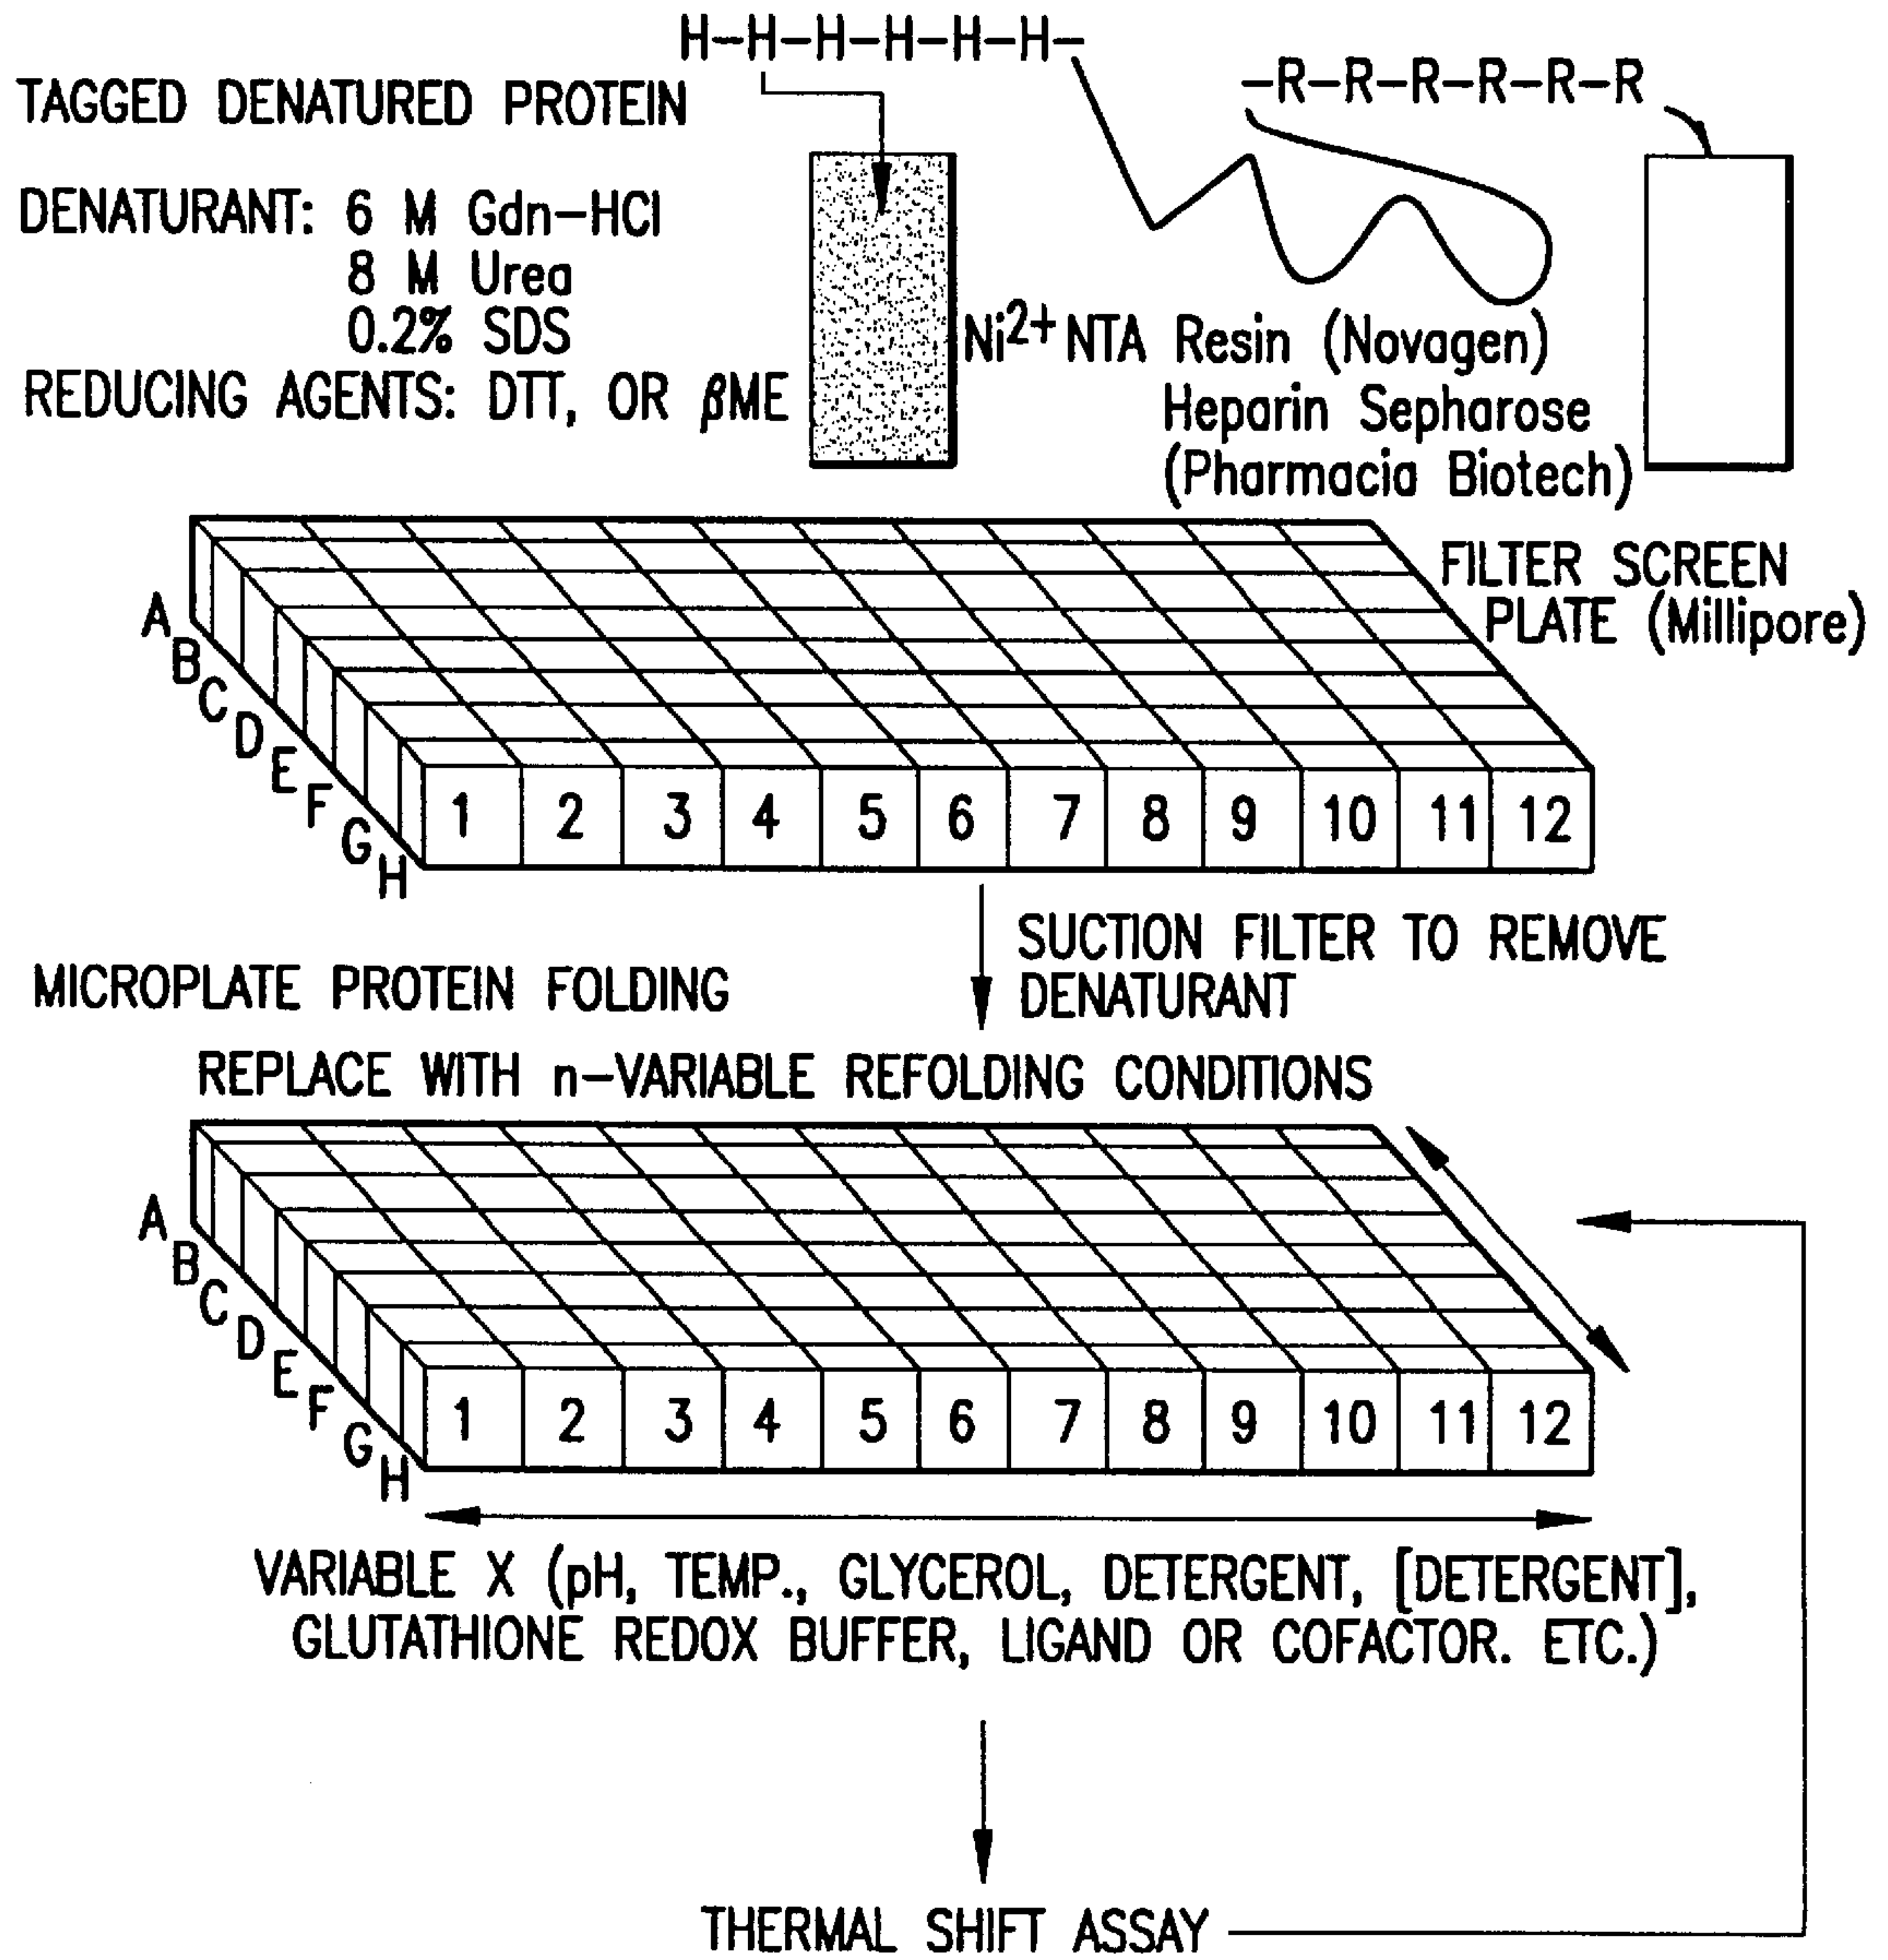 H-H-H-H-H-H-
-R-R-R-R-R-R
TAGGED DENATURED PROTEIN
DENATURANT: 6 M Gdn-HCl
8 M Urea
0.2% SDS
REDUCING AGENTS: DTT, OR βME
Ni2+ NTA Resin (Novagen)
Heparin Sepharose
(Pharmacia Biotech)
FILTER SCREEN
PLATE (Millipore)
A
B
C
D
E
F
G
H
1 2 3 4 5 6 7 8 9 10 11 12
SUCTION FILTER TO REMOVE
DENATURANT
MICROPLATE PROTEIN FOLDING
REPLACE WITH n-VARIABLE REFOLDING CONDITIONS
A
B
C
D
E
F
G
H
1 2 3 4 5 6 7 8 9 10 11 12
VARIABLE X (pH, TEMP., GLYCEROL, DETERGENT, [DETERGENT],
GLUTATHIONE REDOX BUFFER, LIGAND OR COFACTOR. ETC.)
THERMAL SHIFT ASSAY